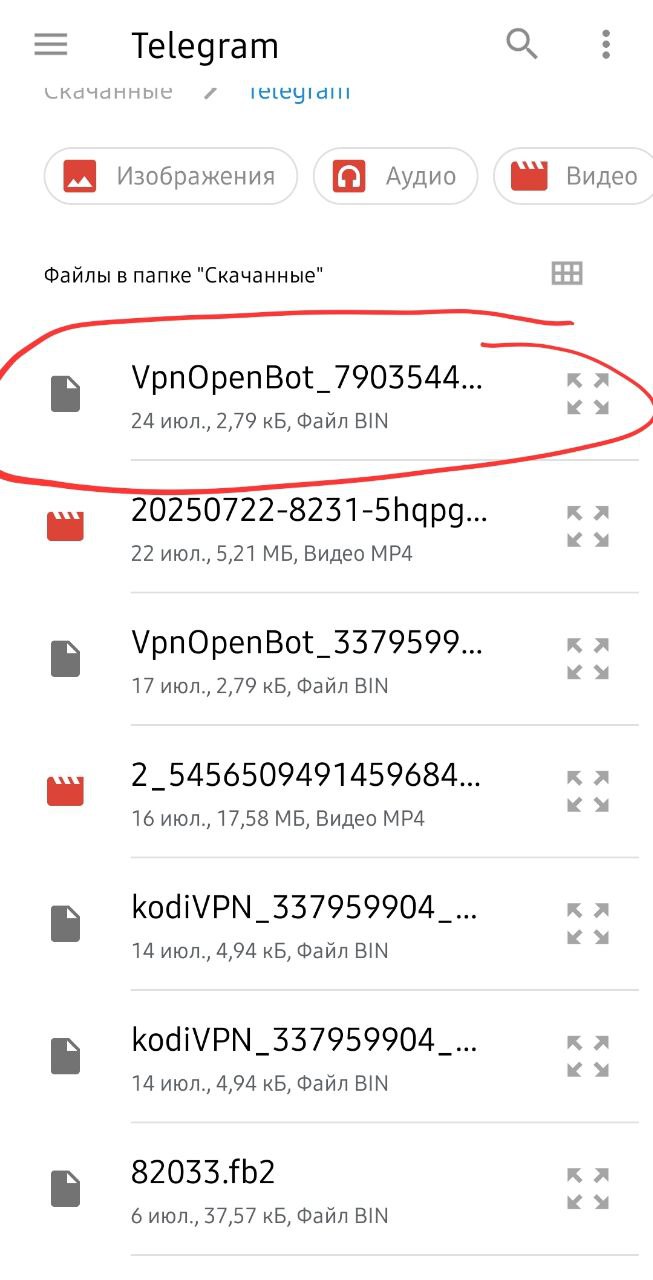 Telegram
Скачанные Telegram
Изображения Аудио Видео
Файлы в папке "Скачанные"
VpnOpenBot_7903544...
24 июл., 2,79 кБ, Файл BIN
20250722-8231-5hqpg...
22 июл., 5,21 МБ, Видео MP4
VpnOpenBot_3379599...
17 июл., 2,79 кБ, Файл BIN
2_5456509491459684...
16 июл., 17,58 МБ, Видео MP4
kodiVPN_337959904_...
14 июл., 4,94 кБ, Файл BIN
kodiVPN_337959904_...
14 июл., 4,94 кБ, Файл BIN
82033.fb2
6 июл., 37,57 кБ, Файл BIN